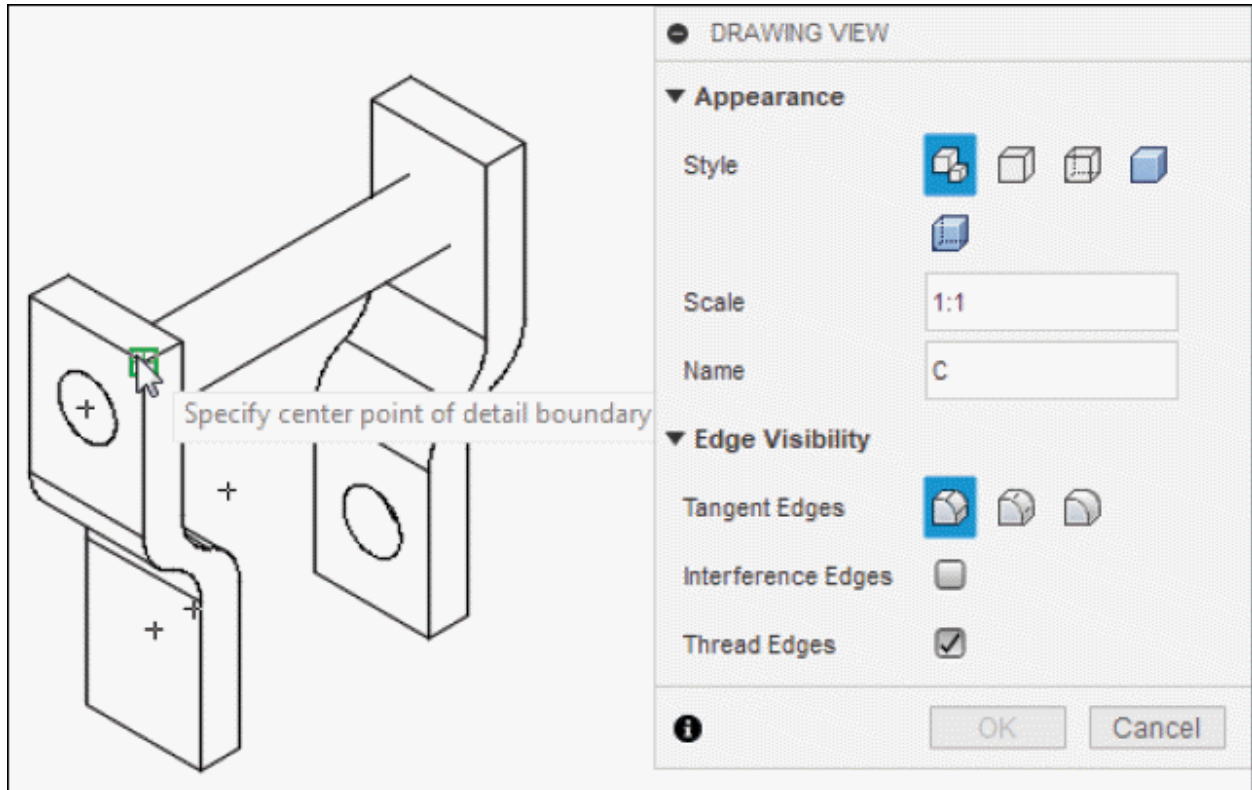 DRAWING VIEW
Appearance
Style
Scale 1:1
Name C
Specify center point of detail boundary
Edge Visibility
Tangent Edges
Interference Edges
Thread Edges
OK Cancel